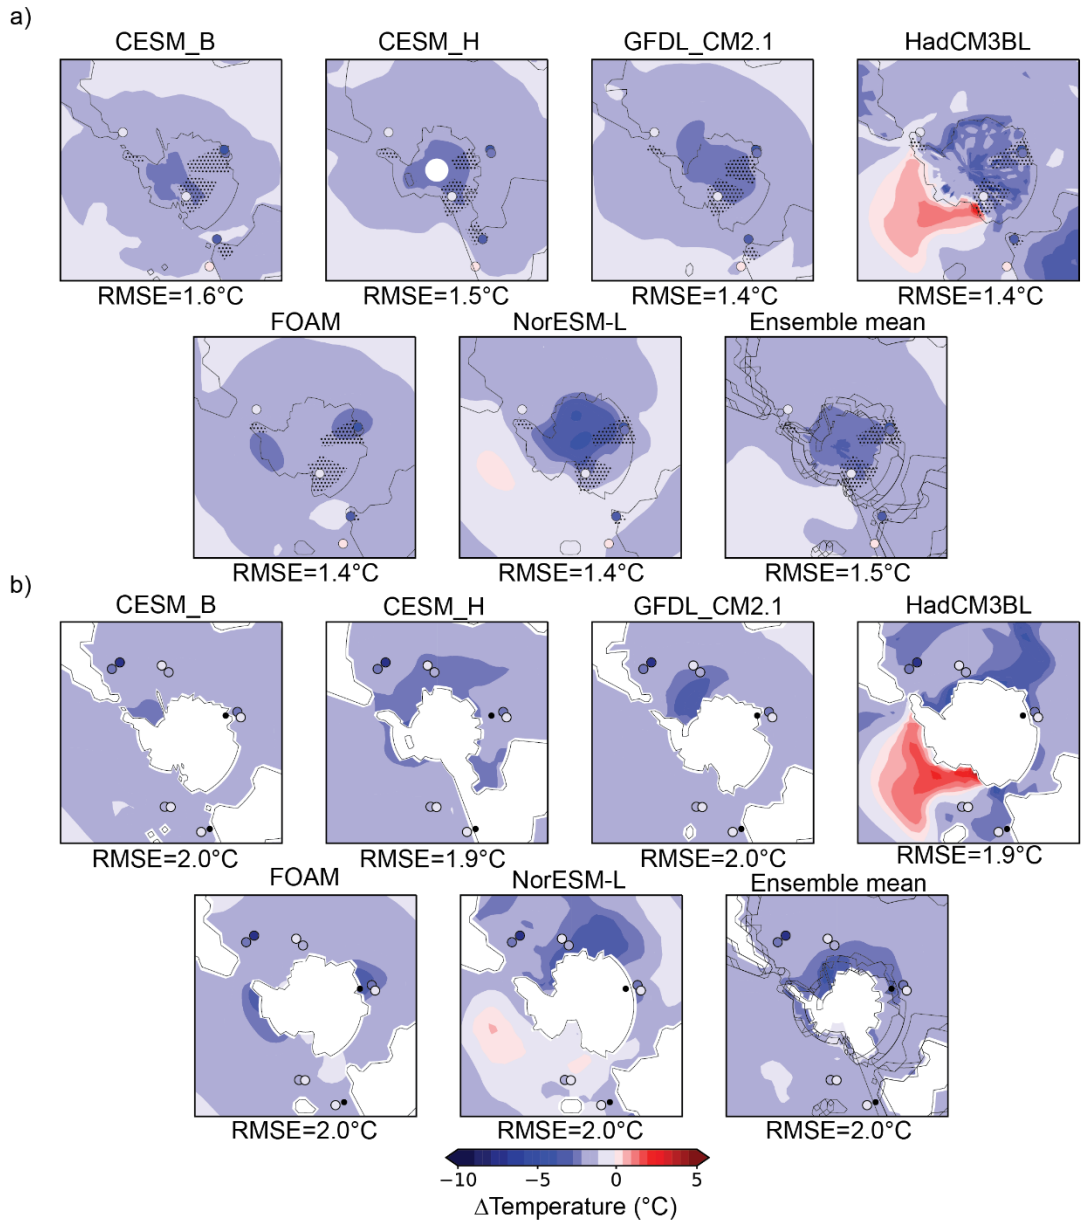 a)
CESM_B CESM_H GFDL_CM2.1 HadCM3BL
RMSE=1.6°C RMSE=1.5°C RMSE=1.4°C RMSE=1.4°C
FOAM NorESM-L Ensemble mean
RMSE=1.4°C RMSE=1.4°C RMSE=1.5°C
b)
CESM_B CESM_H GFDL_CM2.1 HadCM3BL
RMSE=2.0°C RMSE=1.9°C RMSE=2.0°C RMSE=1.9°C
FOAM NorESM-L Ensemble mean
RMSE=2.0°C RMSE=2.0°C RMSE=2.0°C
−10 −5 0 5
ΔTemperature (°C)